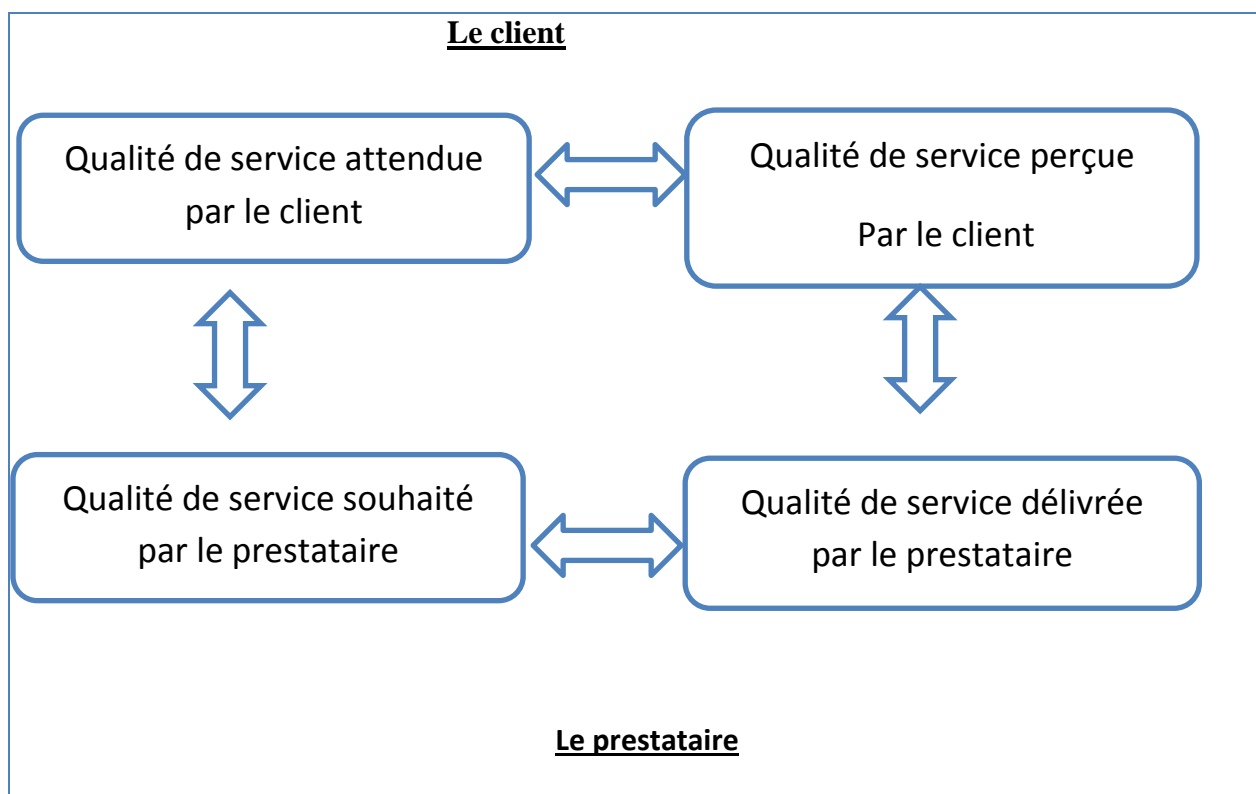 Le client
Qualité de service attendue
par le client
Qualité de service perçue
Par le client
Qualité de service souhaité
par le prestataire
Qualité de service délivrée
par le prestataire
Le prestataire